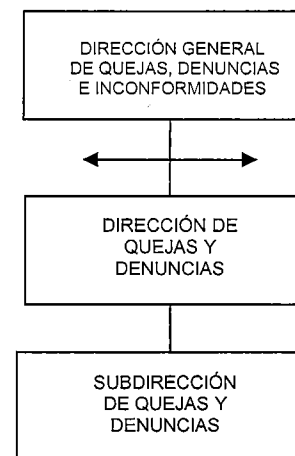 DIRECCIÓN GENERAL
DE QUEJAS, DENUNCIAS
E INCONFORMIDADES
DIRECCIÓN DE
QUEJAS Y
DENUNCIAS
SUBDIRECCIÓN
DE QUEJAS Y
DENUNCIAS